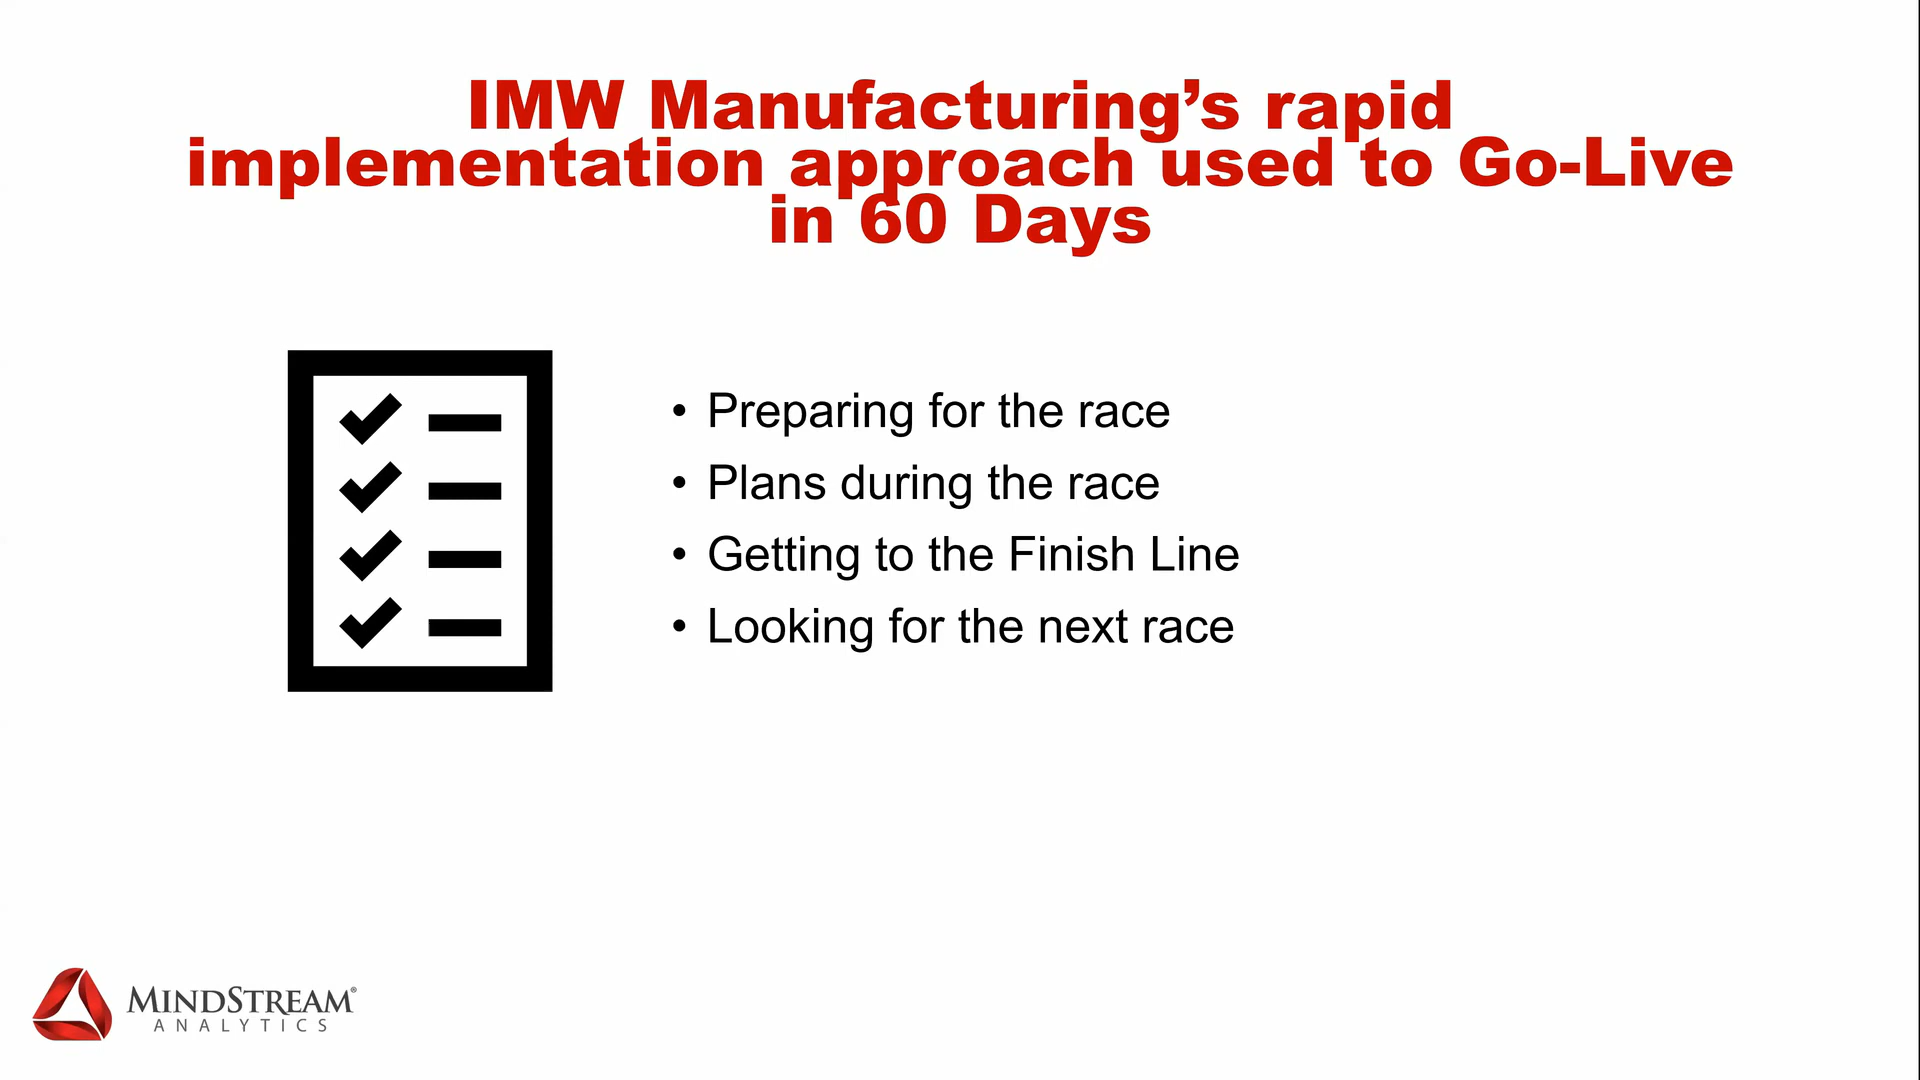 IMW Manufacturing’s rapid
implementation approach used to Go-Live
in 60 Days
• Preparing for the race
• Plans during the race
• Getting to the Finish Line
• Looking for the next race
MINDSTREAM®
ANALYTICS